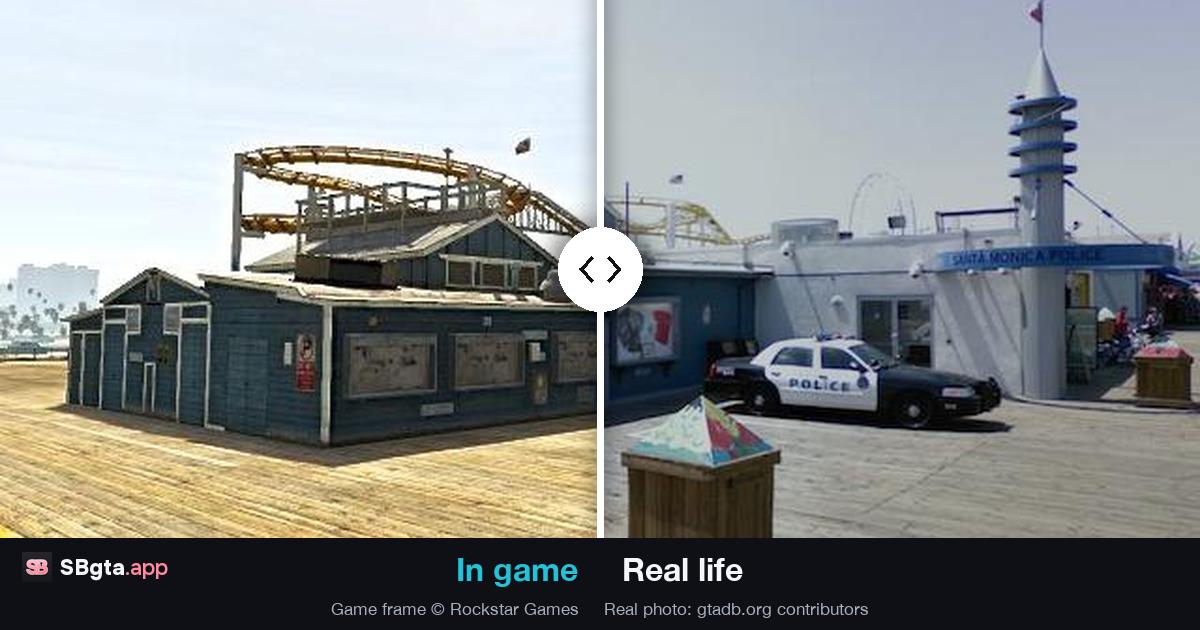 SANTA MONICA POLICE
POLICE
SBgta.app
In game
Real life
Game frame © Rockstar Games
Real photo: gtadb.org contributors